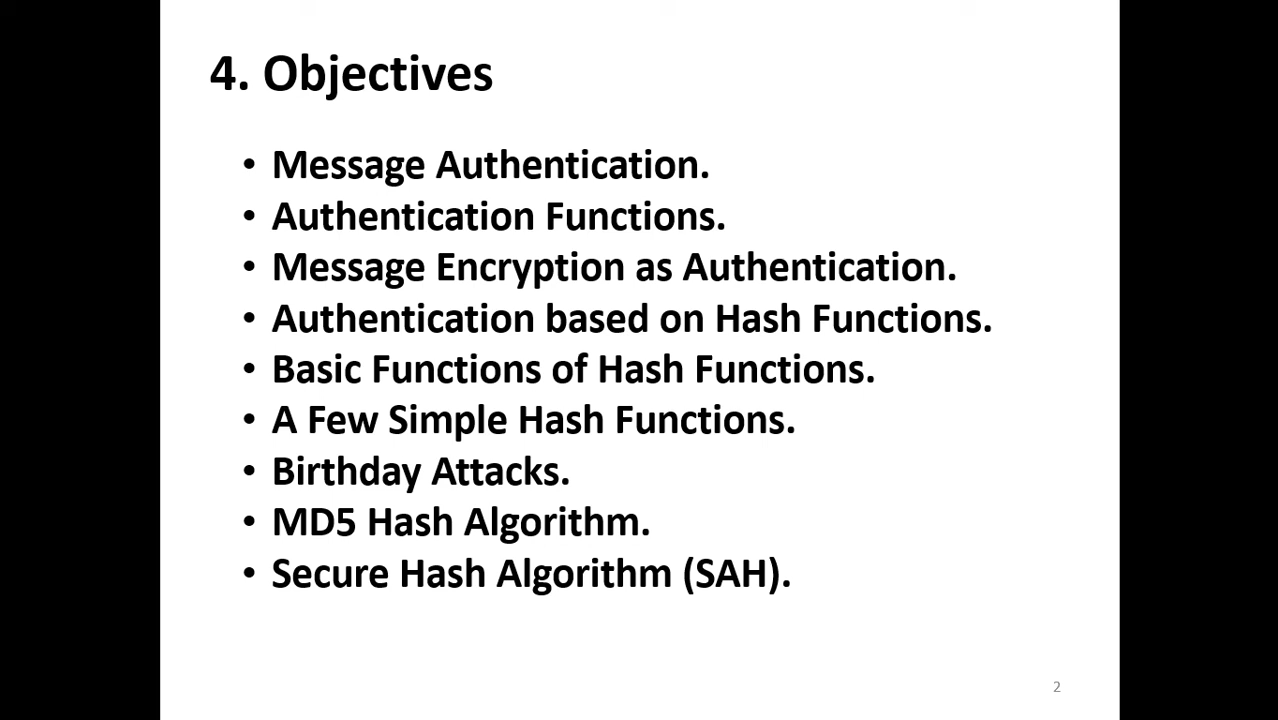 4. Objectives
• Message Authentication.
• Authentication Functions.
• Message Encryption as Authentication.
• Authentication based on Hash Functions.
• Basic Functions of Hash Functions.
• A Few Simple Hash Functions.
• Birthday Attacks.
• MD5 Hash Algorithm.
• Secure Hash Algorithm (SAH).
2